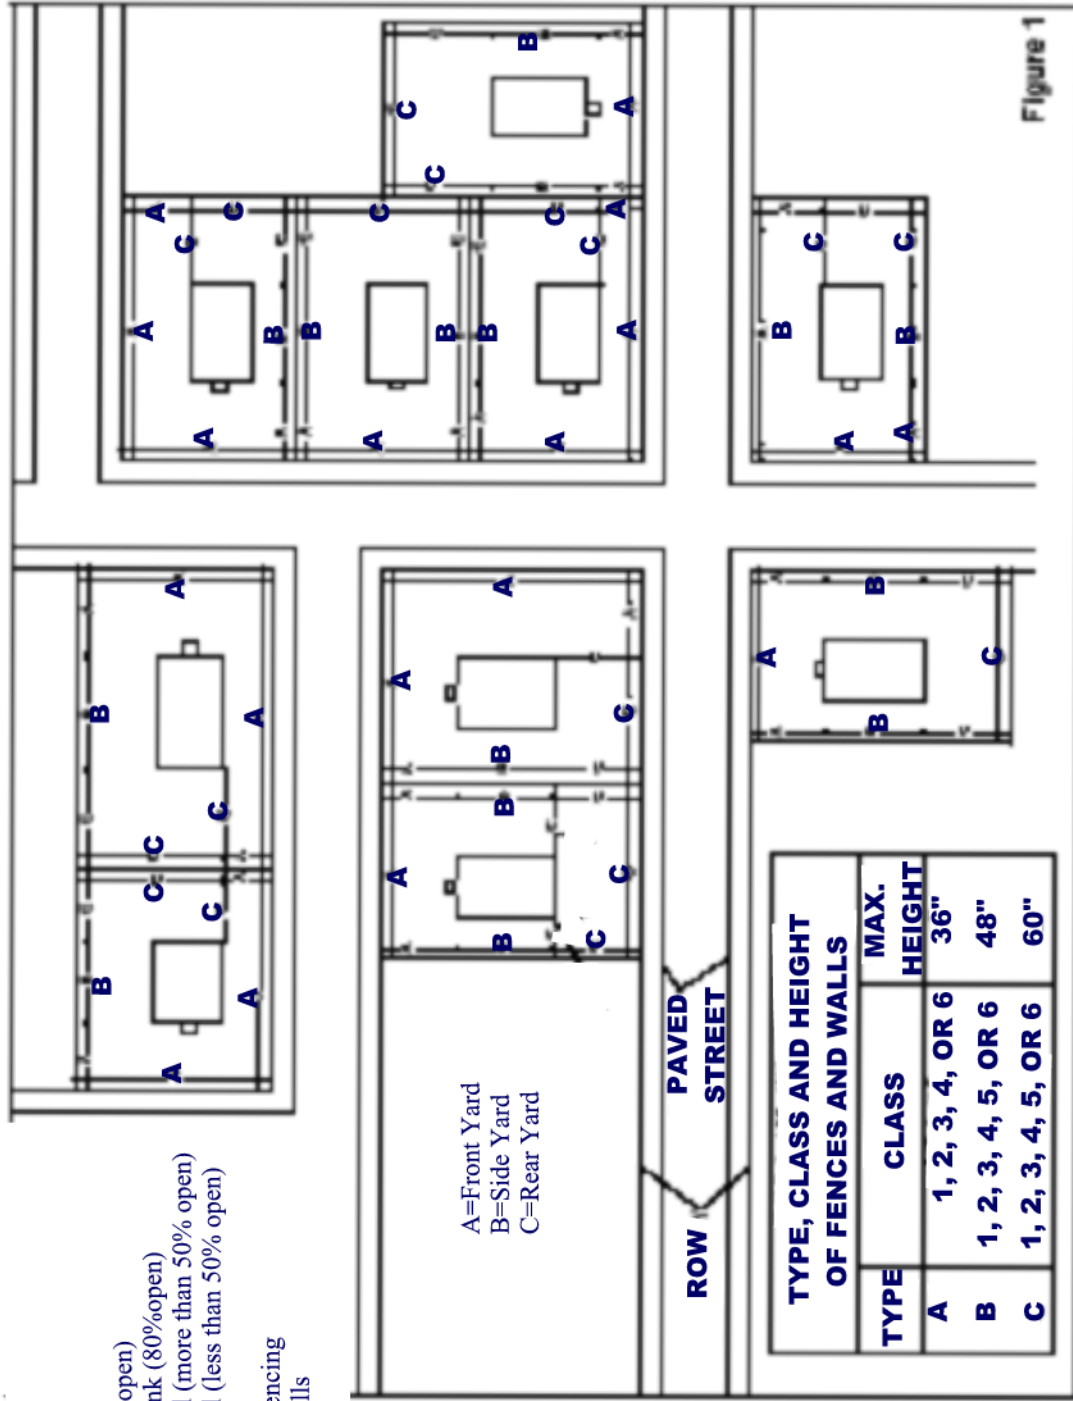 open)
nk (80%open)
l (more than 50% open)
l (less than 50% open)
encing
lls
B B
A
C C A
A A
C
A
C C C
A A
B
B
A C
A A C
C
B
A=Front Yard
B=Side Yard
C=Rear Yard
B
B B B A B
A C
C C
C C A A A
PAVED
STREET
ROW
A B
C
A
B B
A B C
C
TYPE, CLASS AND HEIGHT
OF FENCES AND WALLS
TYPE CLASS MAX. HEIGHT
A 1, 2, 3, 4, OR 6 36"
B 1, 2, 3, 4, 5, OR 6 48"
C 1, 2, 3, 4, 5, OR 6 60"
Figure 1